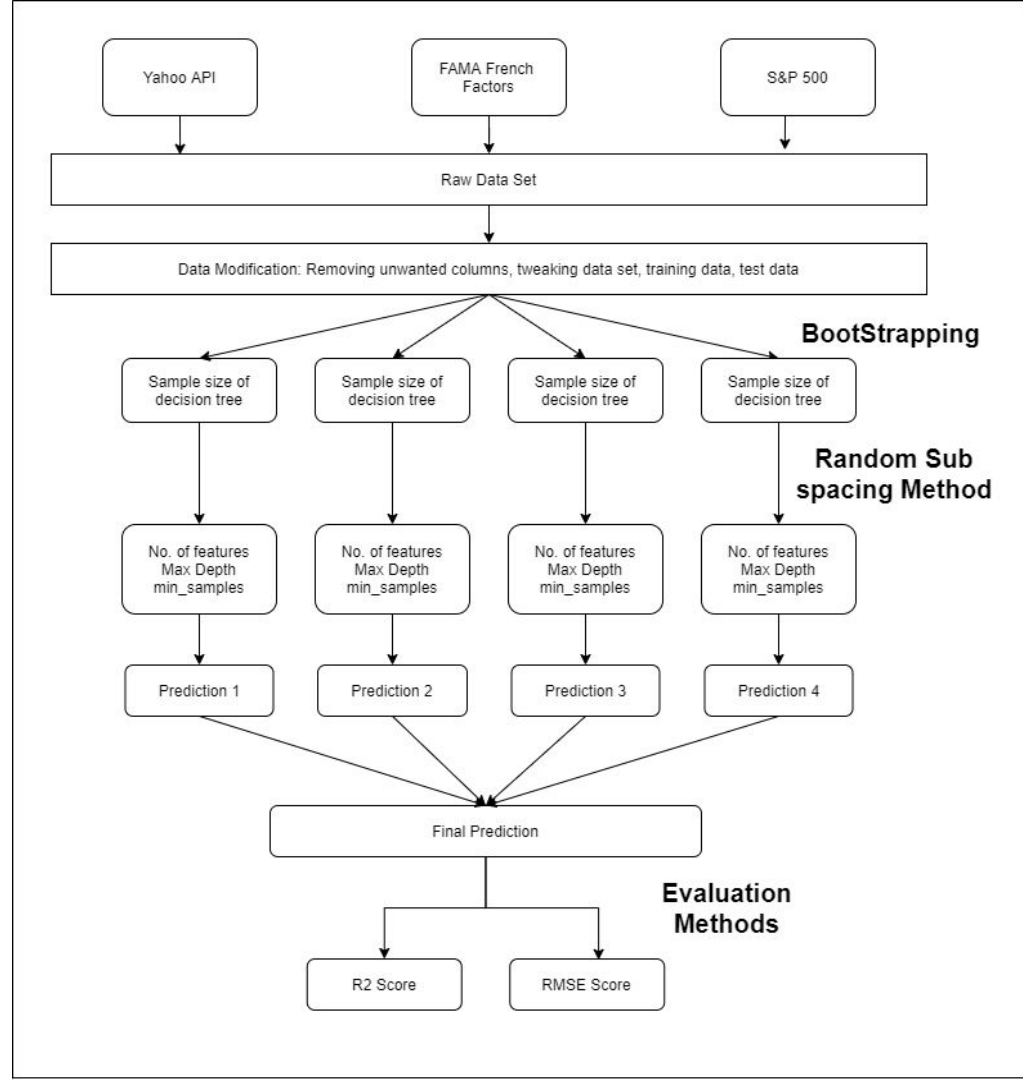 Yahoo API
FAMA French
Factors
S&P 500
Raw Data Set
Data Modification: Removing unwanted columns, tweaking data set, training data, test data
BootStrapping
Sample size of
decision tree
Sample size of
decision tree
Sample size of
decision tree
Sample size of
decision tree
Random Sub
spacing Method
No. of features
Max Depth
min_samples
No. of features
Max Depth
min_samples
No. of features
Max Depth
min_samples
No. of features
Max Depth
min_samples
Prediction 1
Prediction 2
Prediction 3
Prediction 4
Final Prediction
Evaluation
Methods
R2 Score
RMSE Score